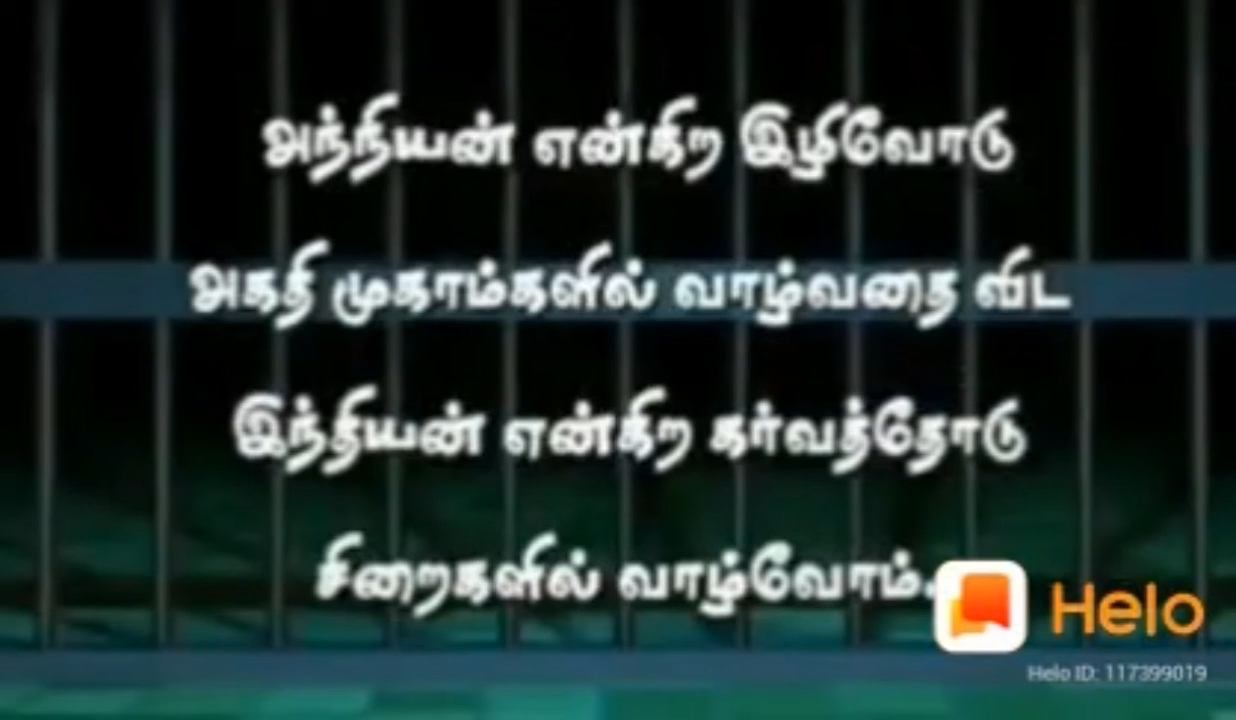 அந்நியன் என்கிற இழிவோடு
அகதி முகாம்களில் வாழ்வதை விட
இந்தியன் என்கிற கர்வத்தோடு
சிறைகளில் வாழ்வோம்.
Helo
Helo ID: 117399019